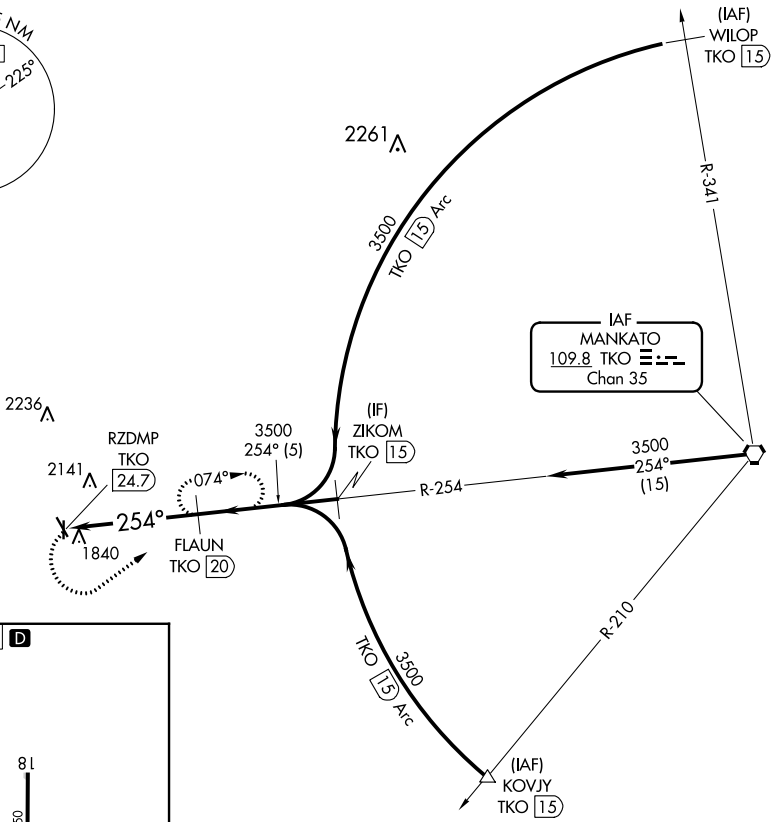 NM
225°
(IAF)
WILOP
TKO 15
2261
R-341
3500
TKO 15 Arc
IAF
MANKATO
109.8 TKO
Chan 35
2236
RZDMP
TKO
24.7
2141
3500
254° (5)
(IF)
ZIKOM
TKO 15
3500
254°
(15)
R-254
074°
254°
1840
FLAUN
TKO 20
R-210
TKO 15 Arc
3500
D
(IAF)
KOVJY
TKO 15
18
50